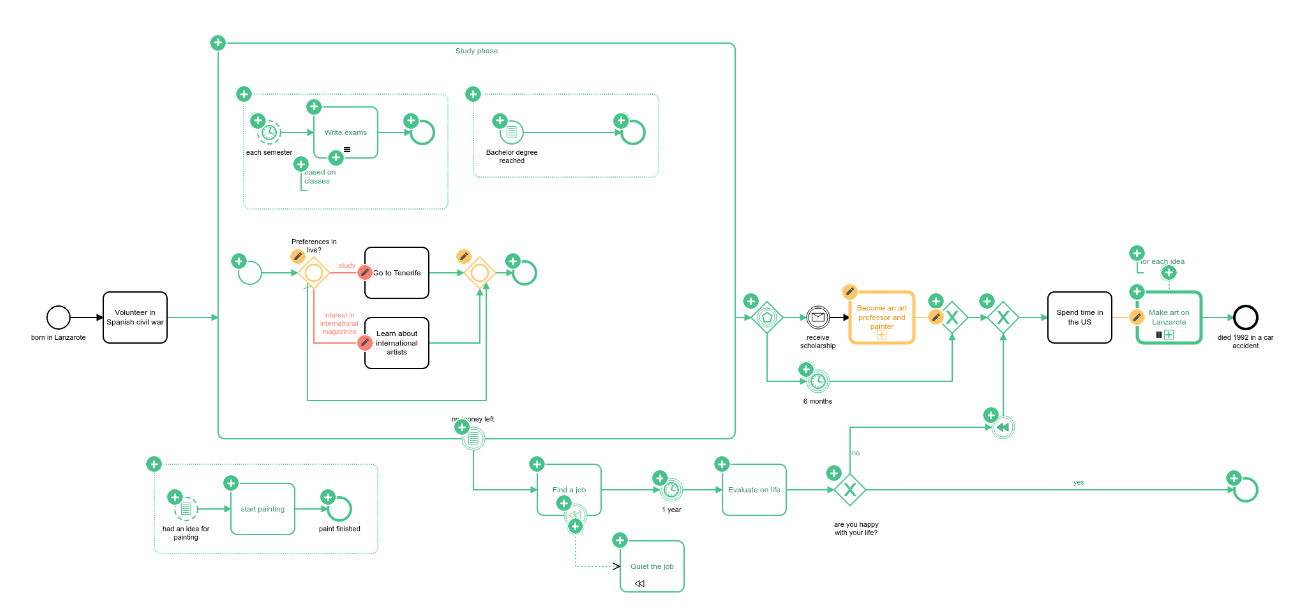 Study phase
Write exams
each semester
based on
classes
Bachelor degree
reached
Preferences in
live?
study
Go to Tenerife
Interest in
international
magazines
Learn about
international
artists
born in Lanzarote
Volunteer in
Spanish civil war
receive
scholarship
Become an art
professor and
painter
6 months
Spend time in
the US
for each idea
Make art on
Lanzarote
died 1992 in a car
accident
no money left
Find a job
1 year
Evaluate on life
no
yes
are you happy
with your life?
had an idea for
painting
start painting
paint finished
Quiet the job